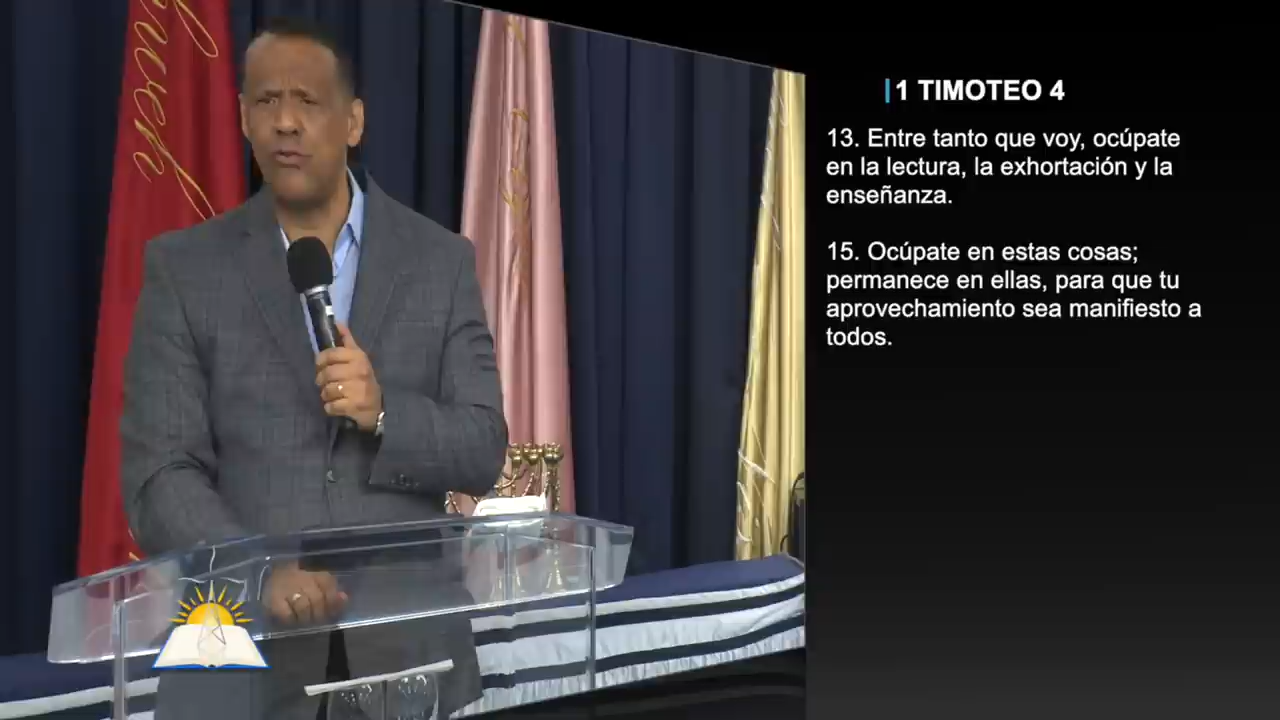 1 TIMOTEO 4
13. Entre tanto que voy, ocúpate
en la lectura, la exhortación y la
enseñanza.
15. Ocúpate en estas cosas;
permanece en ellas, para que tu
aprovechamiento sea manifiesto a
todos.